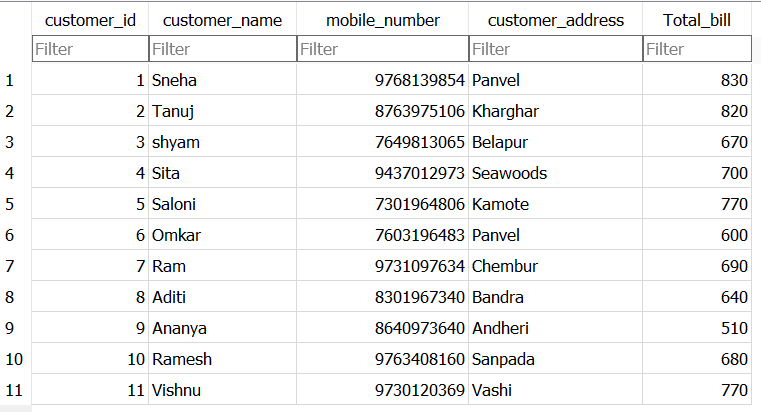 customer_id customer_name mobile_number customer_address Total_bill
Filter Filter Filter Filter Filter
1 1 Sneha 9768139854 Panvel 830
2 2 Tanuj 8763975106 Kharghar 820
3 3 shyam 7649813065 Belapur 670
4 4 Sita 9437012973 Seawoods 700
5 5 Saloni 7301964806 Kamote 770
6 6 Omkar 7603196483 Panvel 600
7 7 Ram 9731097634 Chembur 690
8 8 Aditi 8301967340 Bandra 640
9 9 Ananya 8640973640 Andheri 510
10 10 Ramesh 9763408160 Sanpada 680
11 11 Vishnu 9730120369 Vashi 770